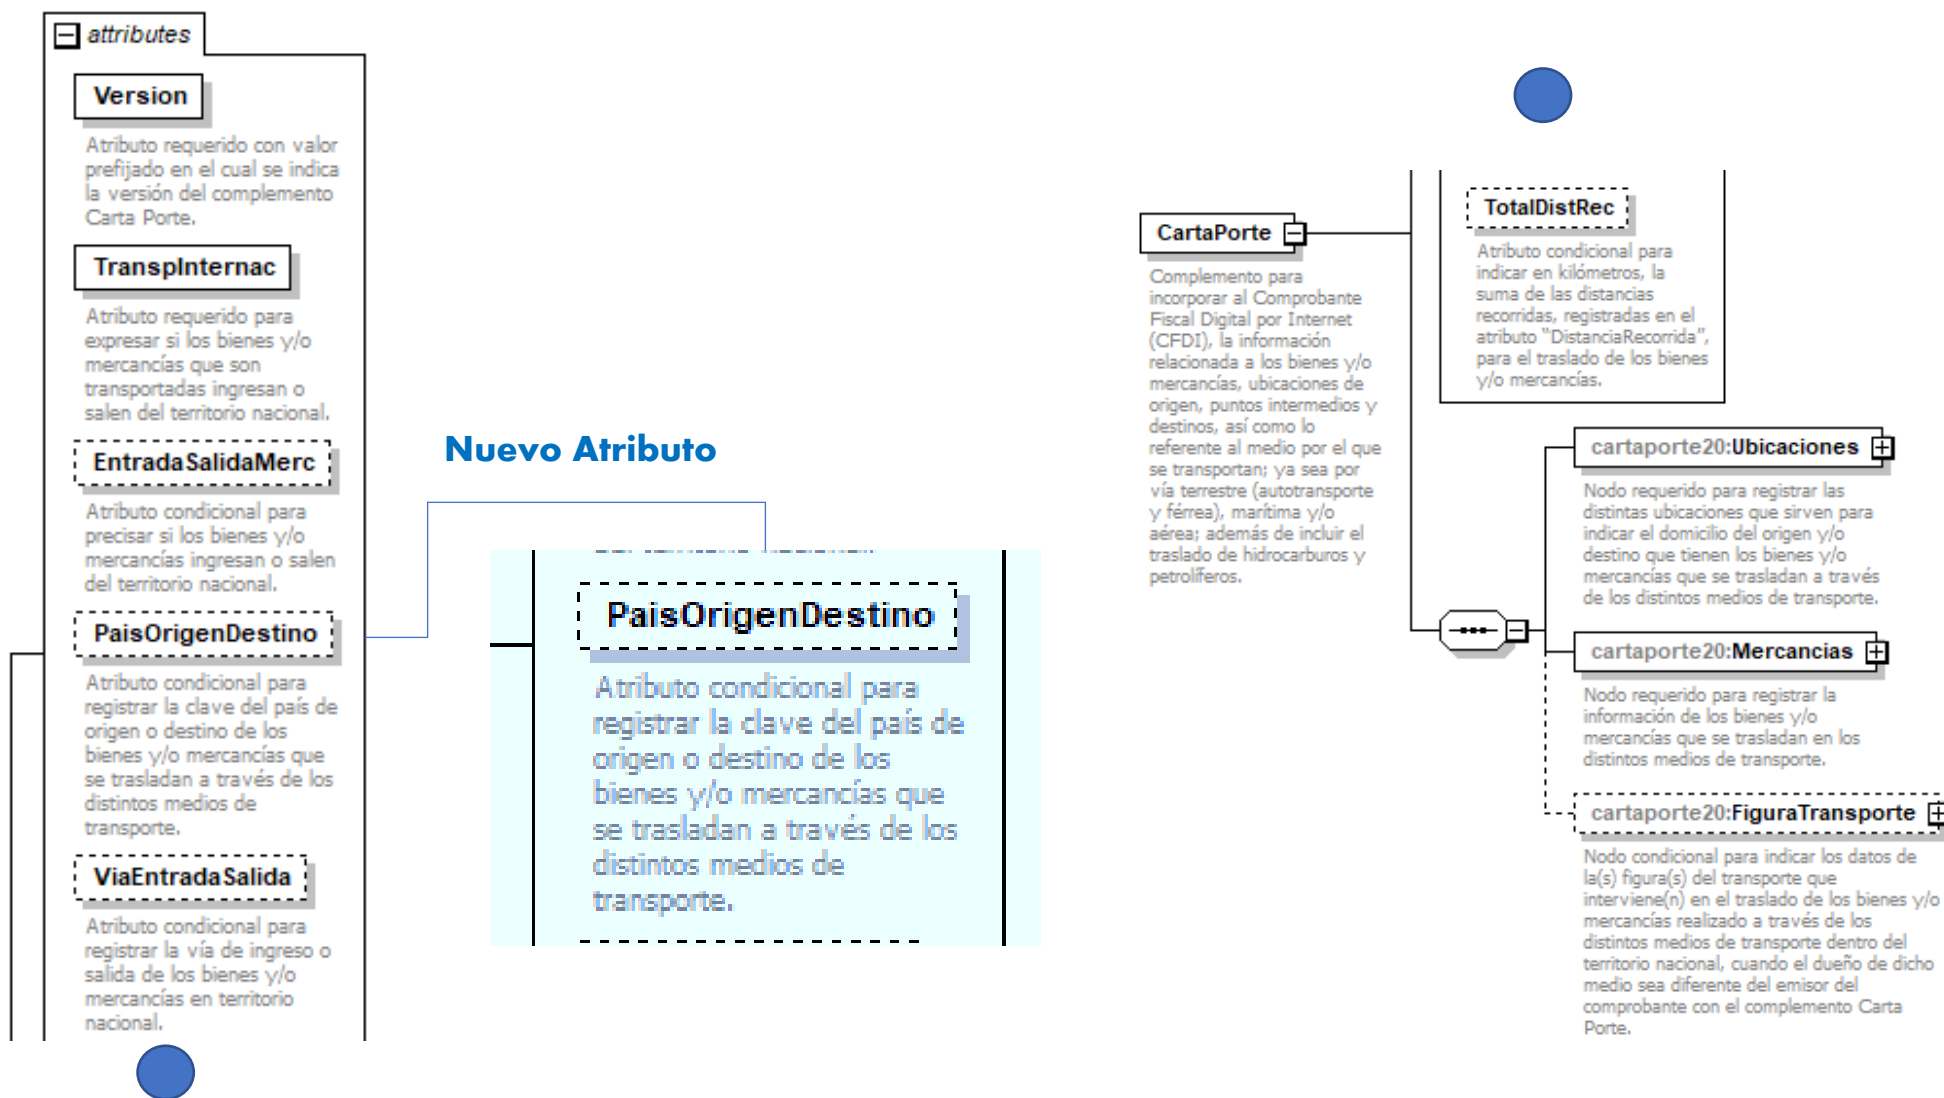 attributes
Version
Atributo requerido con valor
prefijado en el cual se indica
la versión del complemento
Carta Porte.
TranspInternac
Atributo requerido para
expresar si los bienes y/o
mercancías que son
transportadas ingresan o
salen del territorio nacional.
EntradaSalidaMerc
Atributo condicional para
precisar si los bienes y/o
mercancías ingresan o salen
del territorio nacional.
PaisOrigenDestino
Atributo condicional para
registrar la clave del país de
origen o destino de los
bienes y/o mercancías que
se trasladan a través de los
distintos medios de
transporte.
ViaEntradaSalida
Atributo condicional para
registrar la vía de ingreso o
salida de los bienes y/o
mercancías en territorio
nacional.
Nuevo Atributo
PaisOrigenDestino
Atributo condicional para
registrar la clave del país de
origen o destino de los
bienes y/o mercancías que
se trasladan a través de los
distintos medios de
transporte.
CartaPorte
Complemento para
incorporar al Comprobante
Fiscal Digital por Internet
(CFDI), la información
relacionada a los bienes y/o
mercancías, ubicaciones de
origen, puntos intermedios y
destinos, así como lo
referente al medio por el que
se transportan; ya sea por
vía terrestre (autotransporte
y férrea), marítima y/o
aérea; además de incluir el
traslado de hidrocarburos y
petrolíferos.
TotalDistRec
Atributo condicional para
indicar en kilómetros, la
suma de las distancias
recorridas, registradas en el
atributo “DistanciaRecorrida”,
para el traslado de los bienes
y/o mercancías.
cartaporte20:Ubicaciones
Nodo requerido para registrar las
distintas ubicaciones que sirven para
indicar el domicilio del origen y/o
destino que tienen los bienes y/o
mercancías que se trasladan a través
de los distintos medios de transporte.
cartaporte20:Mercancias
Nodo requerido para registrar la
información de los bienes y/o
mercancías que se trasladan en los
distintos medios de transporte.
cartaporte20:FiguraTransporte
Nodo condicional para indicar los datos de
la(s) figura(s) del transporte que
interviene(n) en el traslado de los bienes y/o
mercancías realizado a través de los
distintos medios de transporte dentro del
territorio nacional, cuando el dueño de dicho
medio sea diferente del emisor del
comprobante con el complemento Carta
Porte.